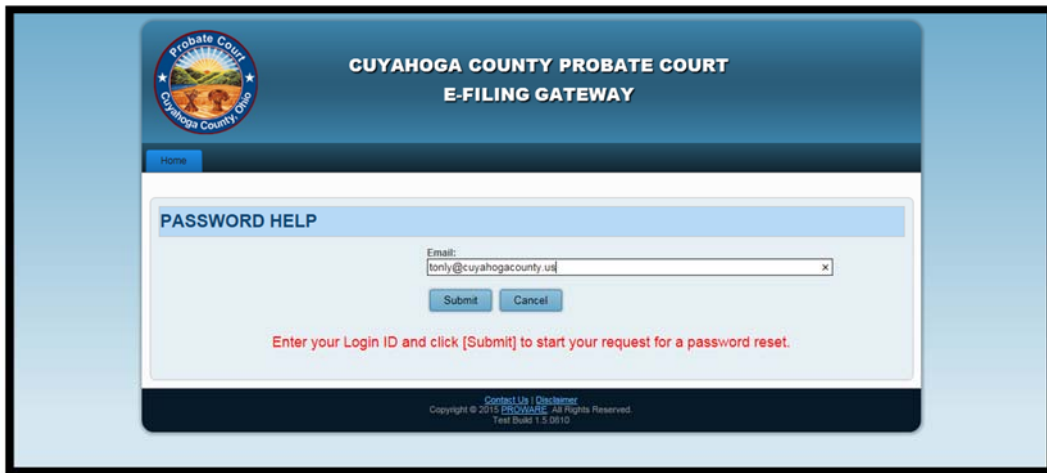 Probate Court
Cuyahoga County, Ohio
CUYAHOGA COUNTY PROBATE COURT
E-FILING GATEWAY
Home
PASSWORD HELP
Email:
tonly@cuyahogacounty.us
Submit Cancel
Enter your Login ID and click [Submit] to start your request for a password reset.
Contact Us | Disclaimer
Copyright © 2015 PROWARE. All Rights Reserved.
Test Build 1.5.0810